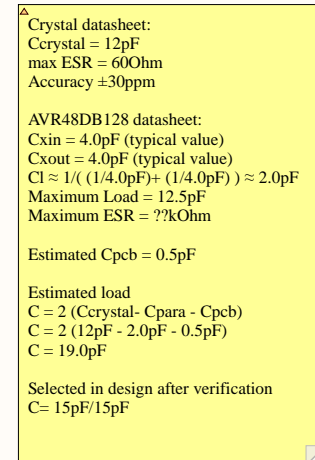 Crystal datasheet:
Ccrystal = 12pF
max ESR = 60Ohm
Accuracy ±30ppm
AVR48DB128 datasheet:
Cxin = 4.0pF (typical value)
Cxout = 4.0pF (typical value)
Cl ≈ 1/( (1/4.0pF)+ (1/4.0pF) ) ≈ 2.0pF
Maximum Load = 12.5pF
Maximum ESR = ??kOhm
Estimated Cpcb = 0.5pF
Estimated load
C = 2 (Ccrystal- Cpara - Cpcb)
C = 2 (12pF - 2.0pF - 0.5pF)
C = 19.0pF
Selected in design after verification
C= 15pF/15pF